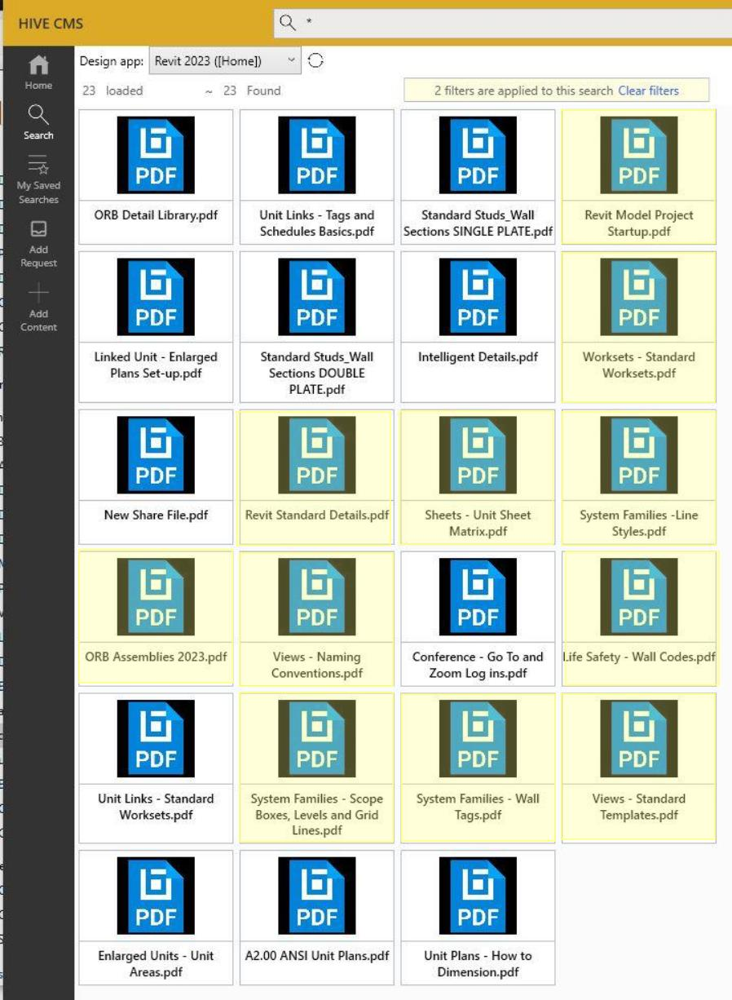 HIVE CMS
*
Design app: Revit 2023 ([Home])
23 loaded ~ 23 Found
2 filters are applied to this search Clear filters
Home
Search
My Saved
Searches
Add
Request
Add
Content
PDF
ORB Detail Library.pdf
PDF
Unit Links - Tags and
Schedules Basics.pdf
PDF
Standard Studs_Wall
Sections SINGLE PLATE.pdf
PDF
Revit Model Project
Startup.pdf
PDF
Linked Unit - Enlarged
Plans Set-up.pdf
PDF
Standard Studs_Wall
Sections DOUBLE
PLATE.pdf
PDF
Intelligent Details.pdf
PDF
Worksets - Standard
Worksets.pdf
PDF
New Share File.pdf
PDF
Revit Standard Details.pdf
PDF
Sheets - Unit Sheet
Matrix.pdf
PDF
System Families -Line
Styles.pdf
PDF
ORB Assemblies 2023.pdf
PDF
Views - Naming
Conventions.pdf
PDF
Conference - Go To and
Zoom Log ins.pdf
PDF
Life Safety - Wall Codes.pdf
PDF
Unit Links - Standard
Worksets.pdf
PDF
System Families - Scope
Boxes, Levels and Grid
Lines.pdf
PDF
System Families - Wall
Tags.pdf
PDF
Views - Standard
Templates.pdf
PDF
Enlarged Units - Unit
Areas.pdf
PDF
A2.00 ANSI Unit Plans.pdf
PDF
Unit Plans - How to
Dimension.pdf